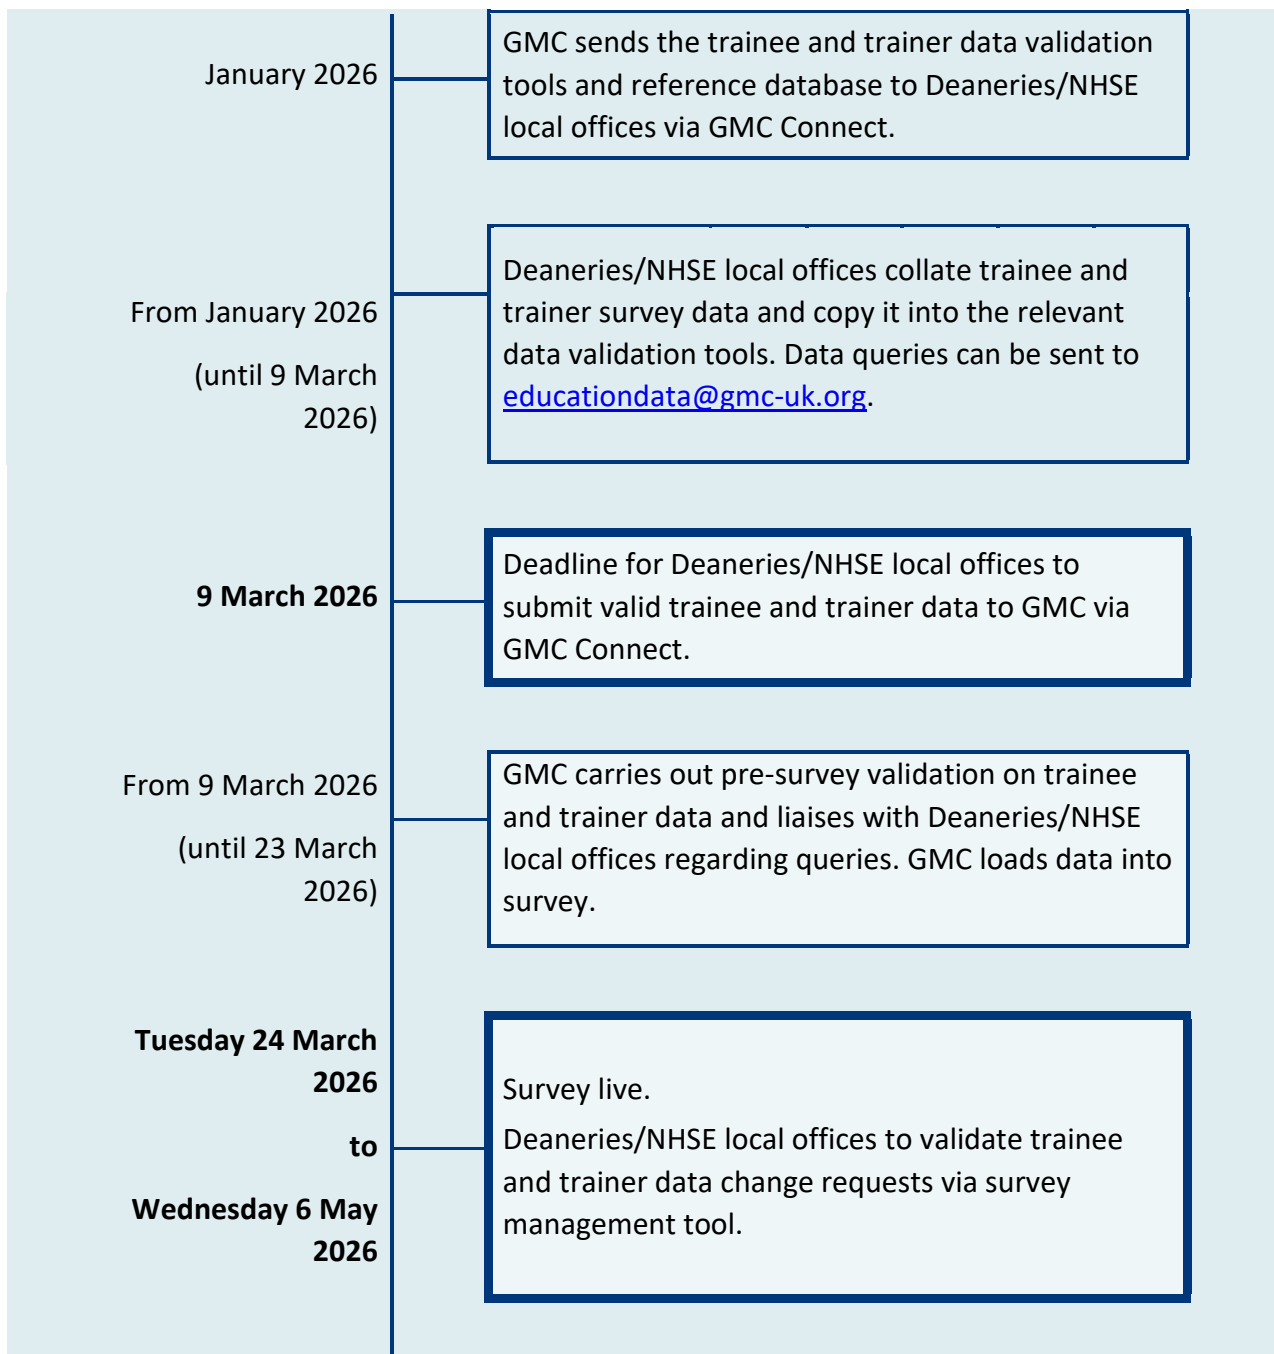 January 2026
GMC sends the trainee and trainer data validation
tools and reference database to Deaneries/NHSE
local offices via GMC Connect.
From January 2026
(until 9 March
2026)
Deaneries/NHSE local offices collate trainee and
trainer survey data and copy it into the relevant
data validation tools. Data queries can be sent to
educationdata@gmc-uk.org.
9 March 2026
Deadline for Deaneries/NHSE local offices to
submit valid trainee and trainer data to GMC via
GMC Connect.
From 9 March 2026
(until 23 March
2026)
GMC carries out pre-survey validation on trainee
and trainer data and liaises with Deaneries/NHSE
local offices regarding queries. GMC loads data into
survey.
Tuesday 24 March
2026
to
Wednesday 6 May
2026
Survey live.
Deaneries/NHSE local offices to validate trainee
and trainer data change requests via survey
management tool.